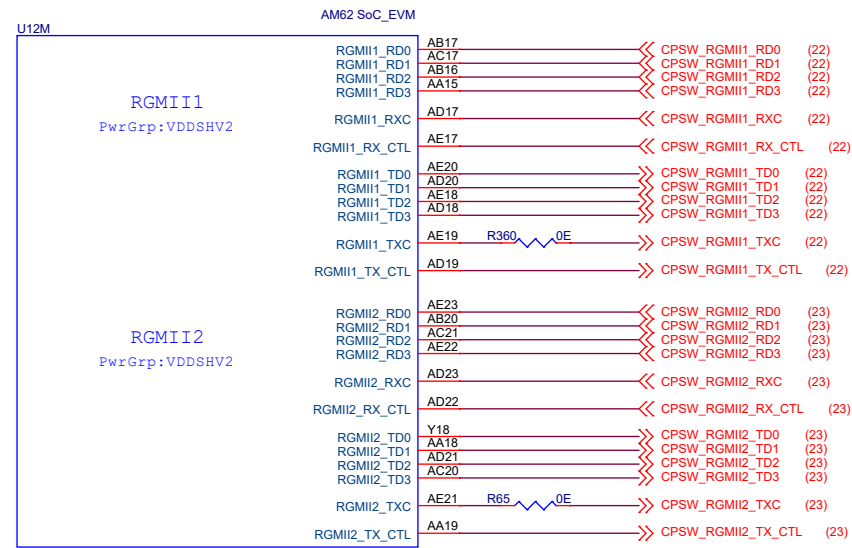 AM62 SoC_EVM
U12M
RGMII1_RD0 AB17 CPSW_RGMII1_RD0 (22)
RGMII1_RD1 AC17 CPSW_RGMII1_RD1 (22)
RGMII1_RD2 AB16 CPSW_RGMII1_RD2 (22)
RGMII1_RD3 AA15 CPSW_RGMII1_RD3 (22)
RGMII1
PwrGrp:VDDSHV2
RGMII1_RXC AD17 CPSW_RGMII1_RXC (22)
RGMII1_RX_CTL AE17 CPSW_RGMII1_RX_CTL (22)
RGMII1_TD0 AE20 CPSW_RGMII1_TD0 (22)
RGMII1_TD1 AD20 CPSW_RGMII1_TD1 (22)
RGMII1_TD2 AE18 CPSW_RGMII1_TD2 (22)
RGMII1_TD3 AD18 CPSW_RGMII1_TD3 (22)
RGMII1_TXC AE19 R360 0E CPSW_RGMII1_TXC (22)
RGMII1_TX_CTL AD19 CPSW_RGMII1_TX_CTL (22)
RGMII2_RD0 AE23 CPSW_RGMII2_RD0 (23)
RGMII2_RD1 AB20 CPSW_RGMII2_RD1 (23)
RGMII2_RD2 AC21 CPSW_RGMII2_RD2 (23)
RGMII2_RD3 AE22 CPSW_RGMII2_RD3 (23)
RGMII2
PwrGrp:VDDSHV2
RGMII2_RXC AD23 CPSW_RGMII2_RXC (23)
RGMII2_RX_CTL AD22 CPSW_RGMII2_RX_CTL (23)
RGMII2_TD0 Y18 CPSW_RGMII2_TD0 (23)
RGMII2_TD1 AA18 CPSW_RGMII2_TD1 (23)
RGMII2_TD2 AD21 CPSW_RGMII2_TD2 (23)
RGMII2_TD3 AC20 CPSW_RGMII2_TD3 (23)
RGMII2_TXC AE21 R65 0E CPSW_RGMII2_TXC (23)
RGMII2_TX_CTL AA19 CPSW_RGMII2_TX_CTL (23)